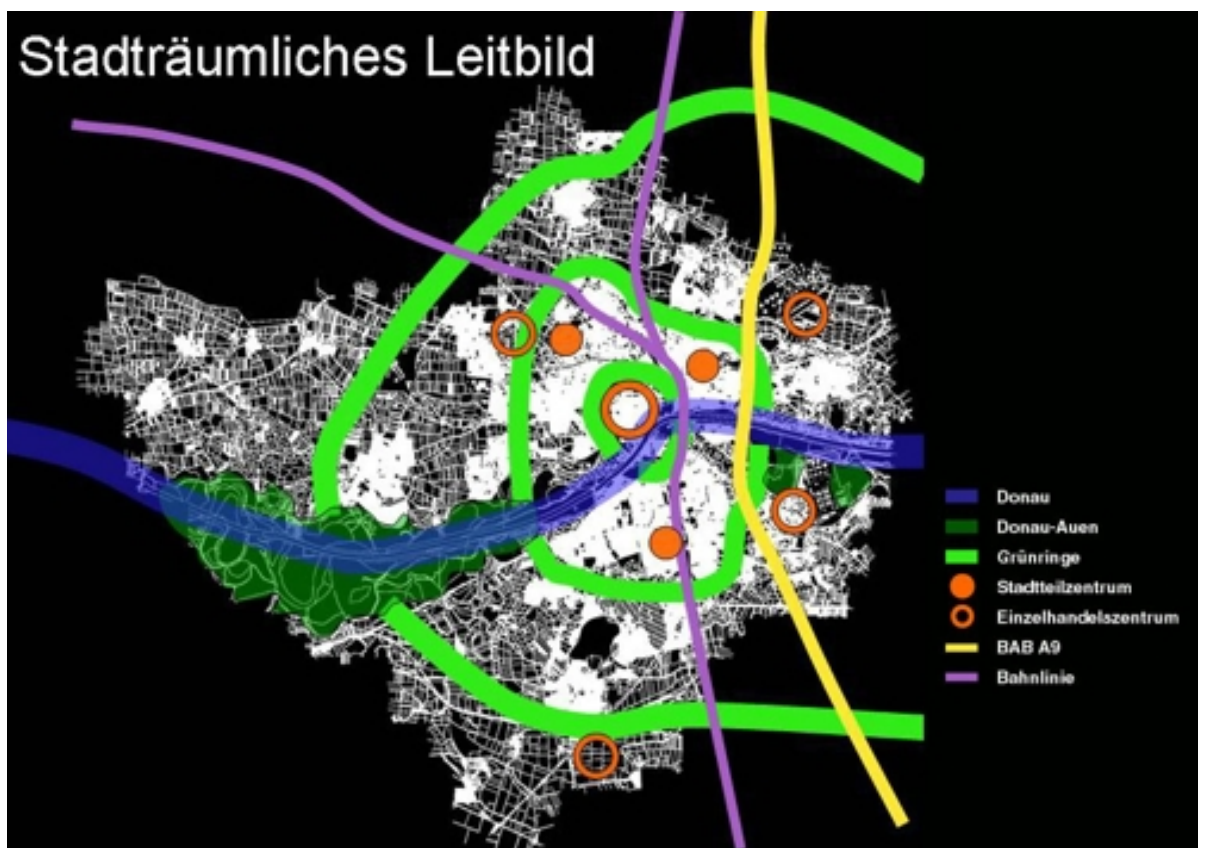 Stadträumliches Leitbild
Donau
Donau-Auen
Grünringe
Stadtteilzentrum
Einzelhandelszentrum
BAB A9
Bahnlinie